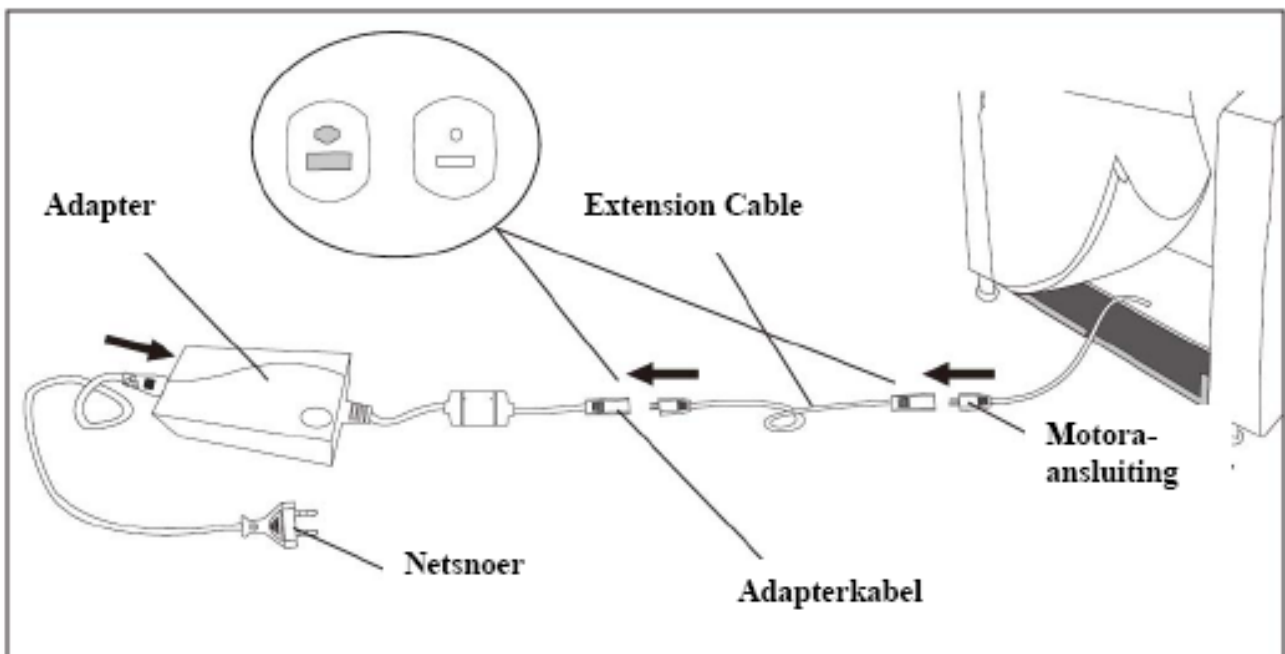 Adapter
Extension Cable
Motora-
ansluiting
Netsnoer
Adapterkabel